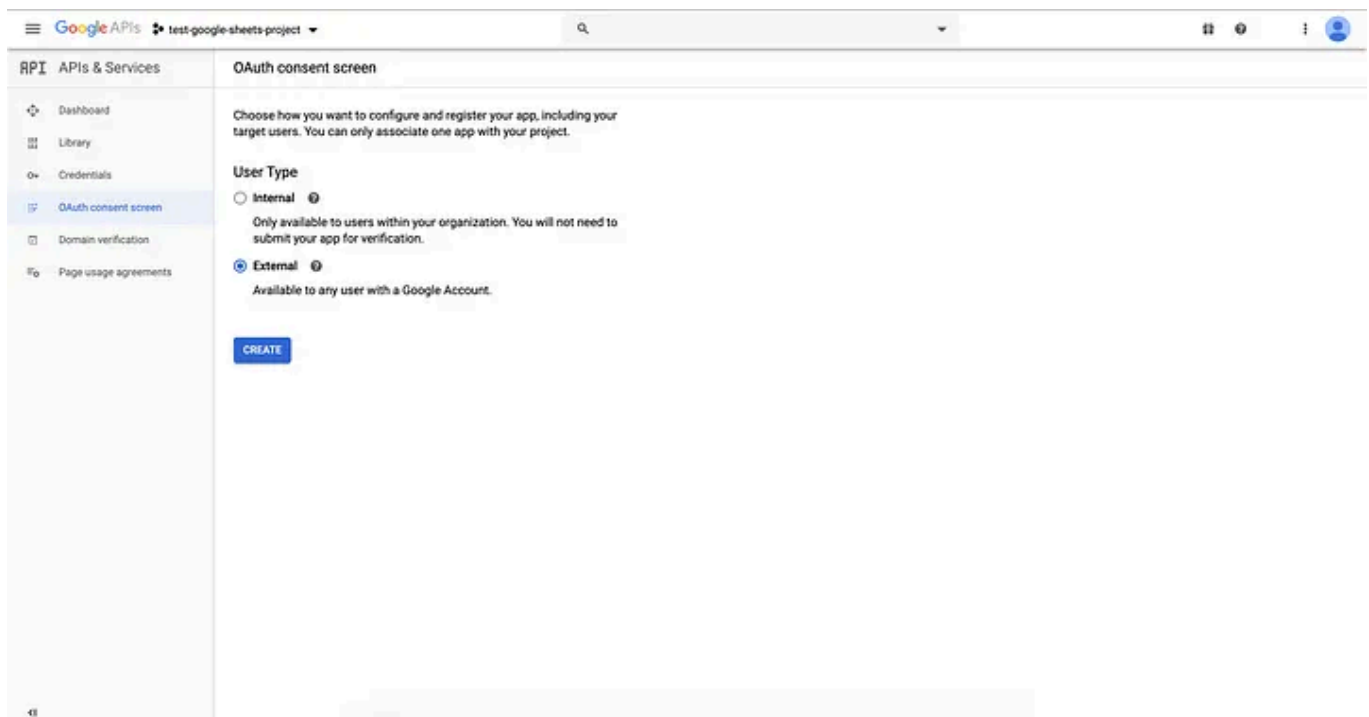 Google APIs test-google-sheets-project
API APIs & Services
OAuth consent screen
Dashboard
Library
Credentials
OAuth consent screen
Domain verification
Page usage agreements
Choose how you want to configure and register your app, including your
target users. You can only associate one app with your project.
User Type
Internal
Only available to users within your organization. You will not need to
submit your app for verification.
External
Available to any user with a Google Account.
CREATE